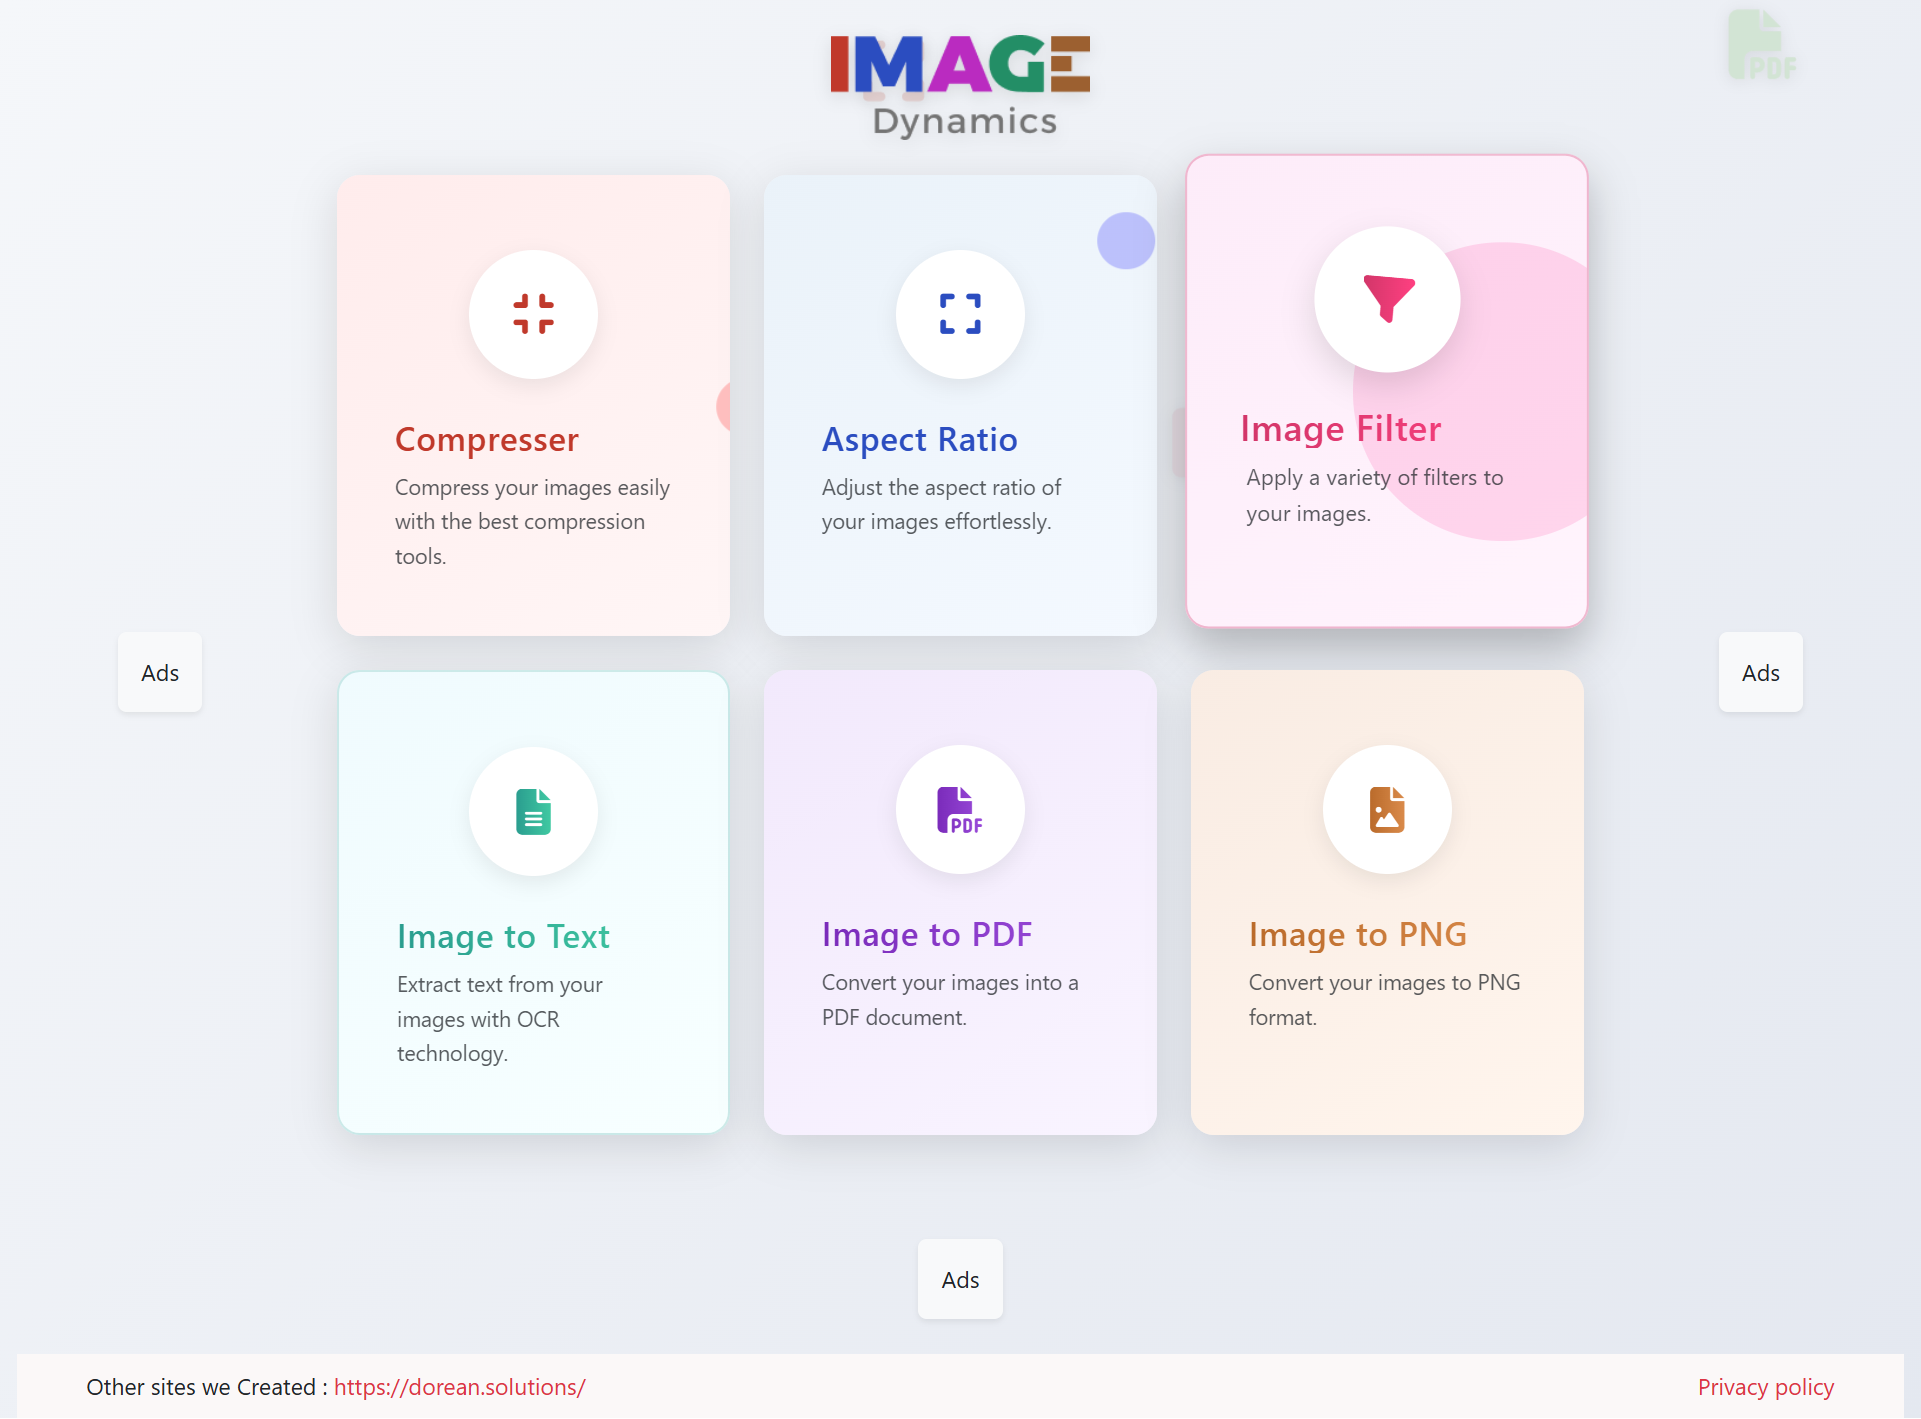 IMAGE
Dynamics
PDF
Compresser
Compress your images easily
with the best compression
tools.
Aspect Ratio
Adjust the aspect ratio of
your images effortlessly.
Image Filter
Apply a variety of filters to
your images.
Ads
Ads
Image to Text
Extract text from your
images with OCR
technology.
PDF
Image to PDF
Convert your images into a
PDF document.
Image to PNG
Convert your images to PNG
format.
Ads
Other sites we Created : https://dorean.solutions/
Privacy policy